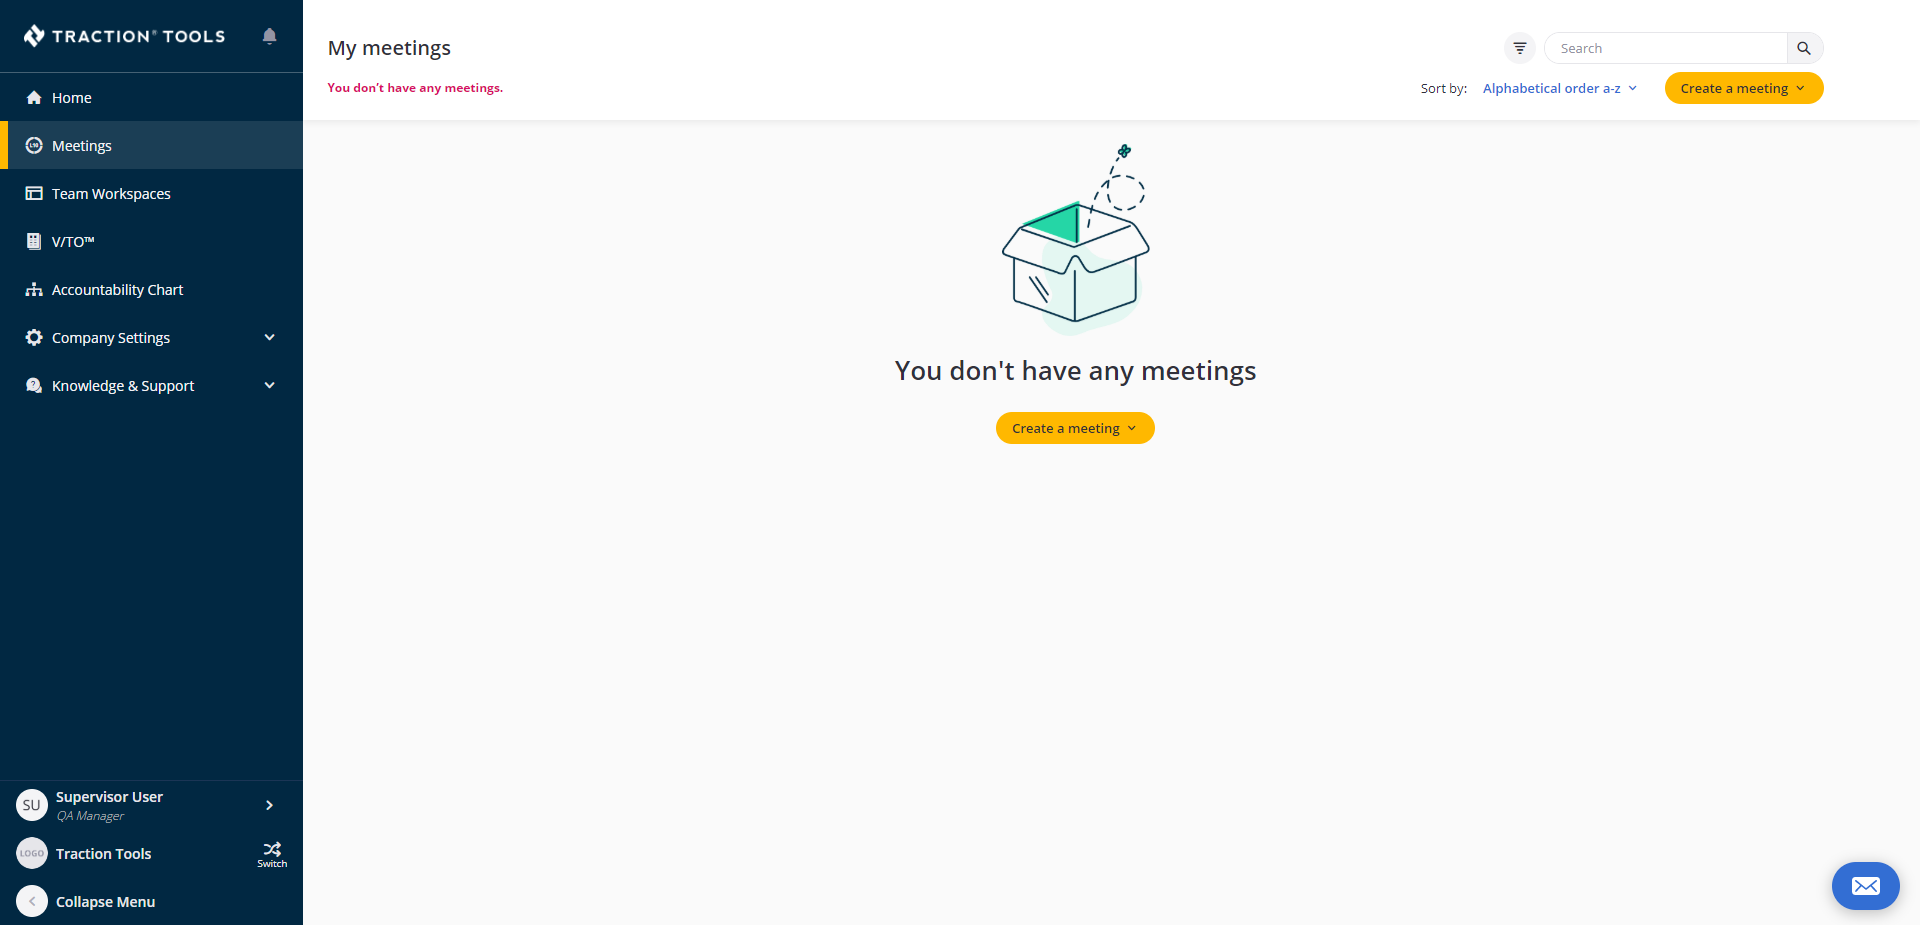 TRACTION® TOOLS
Home
Meetings
Team Workspaces
V/TO™
Accountability Chart
Company Settings
Knowledge & Support
SU
Supervisor User
QA Manager
LOGO
Traction Tools
Switch
Collapse Menu
My meetings
Search
You don't have any meetings.
Sort by: Alphabetical order a-z
Create a meeting
You don't have any meetings
Create a meeting